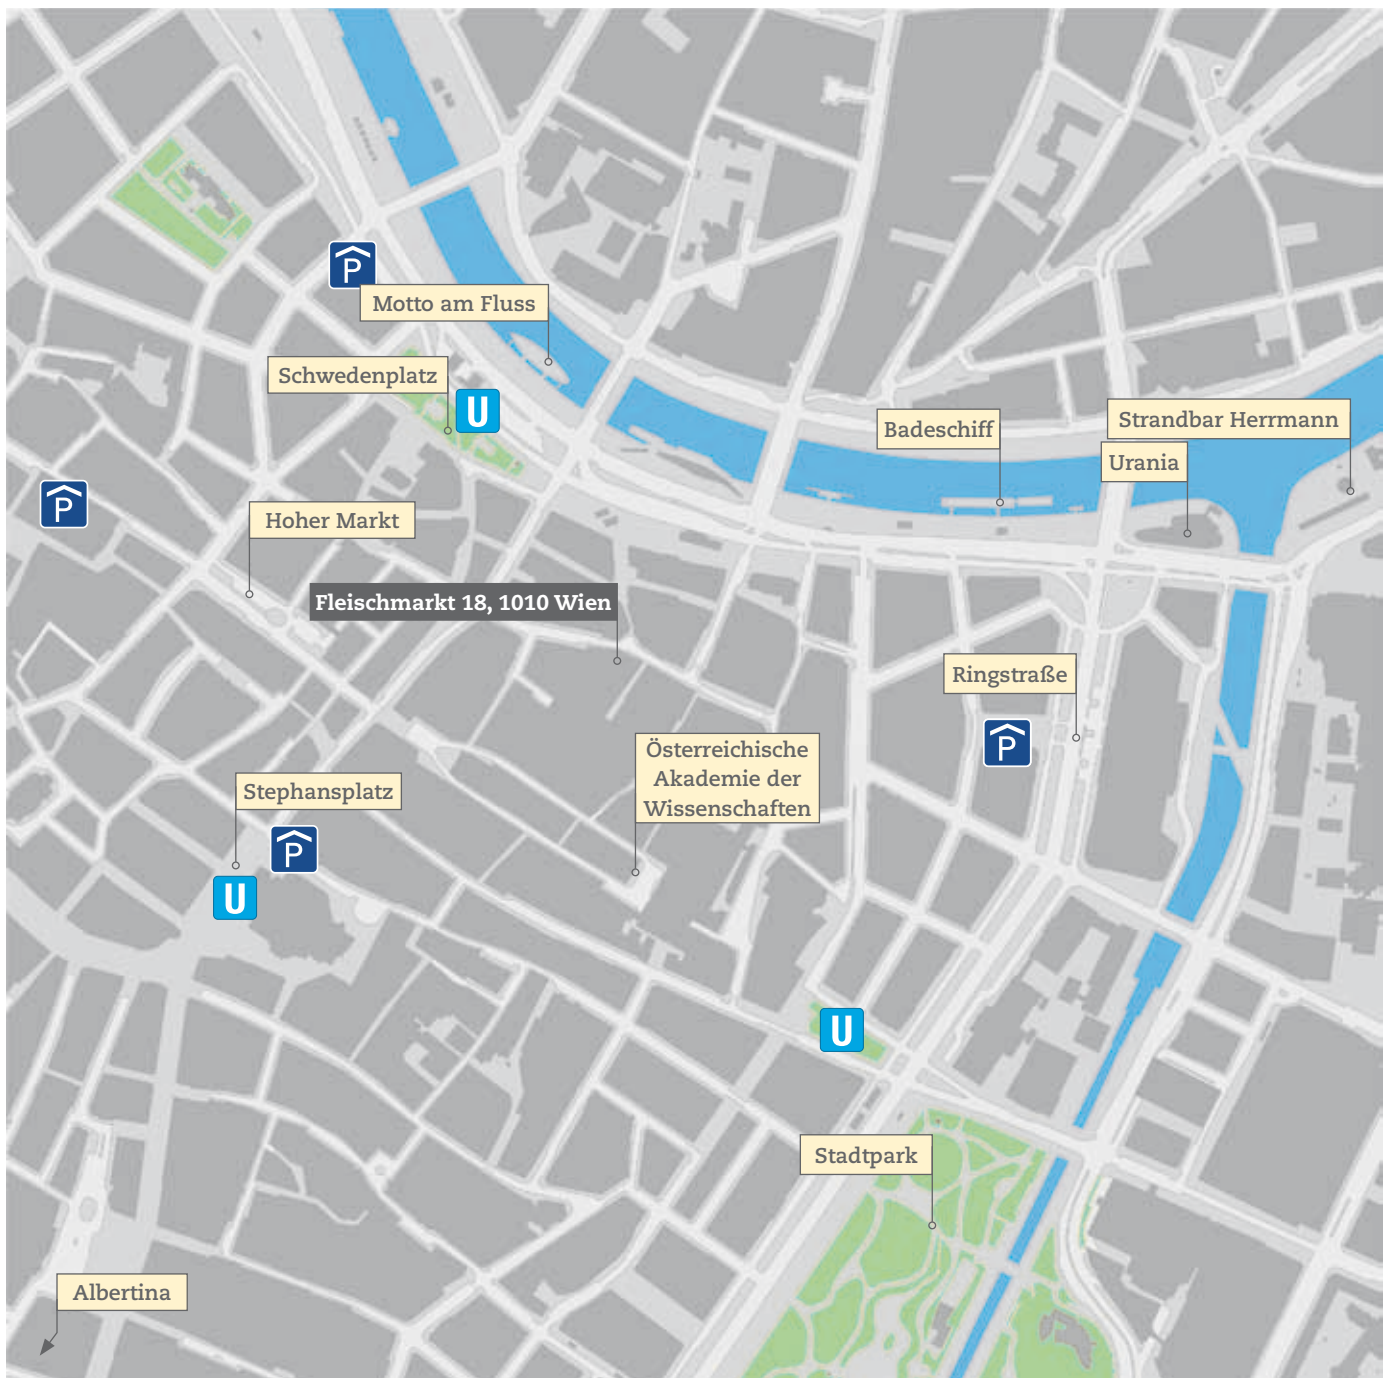 P
Motto am Fluss
Schwedenplatz
U
Badeschiff
Strandbar Herrmann
Urania
P
Hoher Markt
Fleischmarkt 18, 1010 Wien
Ringstraße
P
Österreichische
Akademie der
Wissenschaften
Stephansplatz
P
U
U
Stadtpark
Albertina